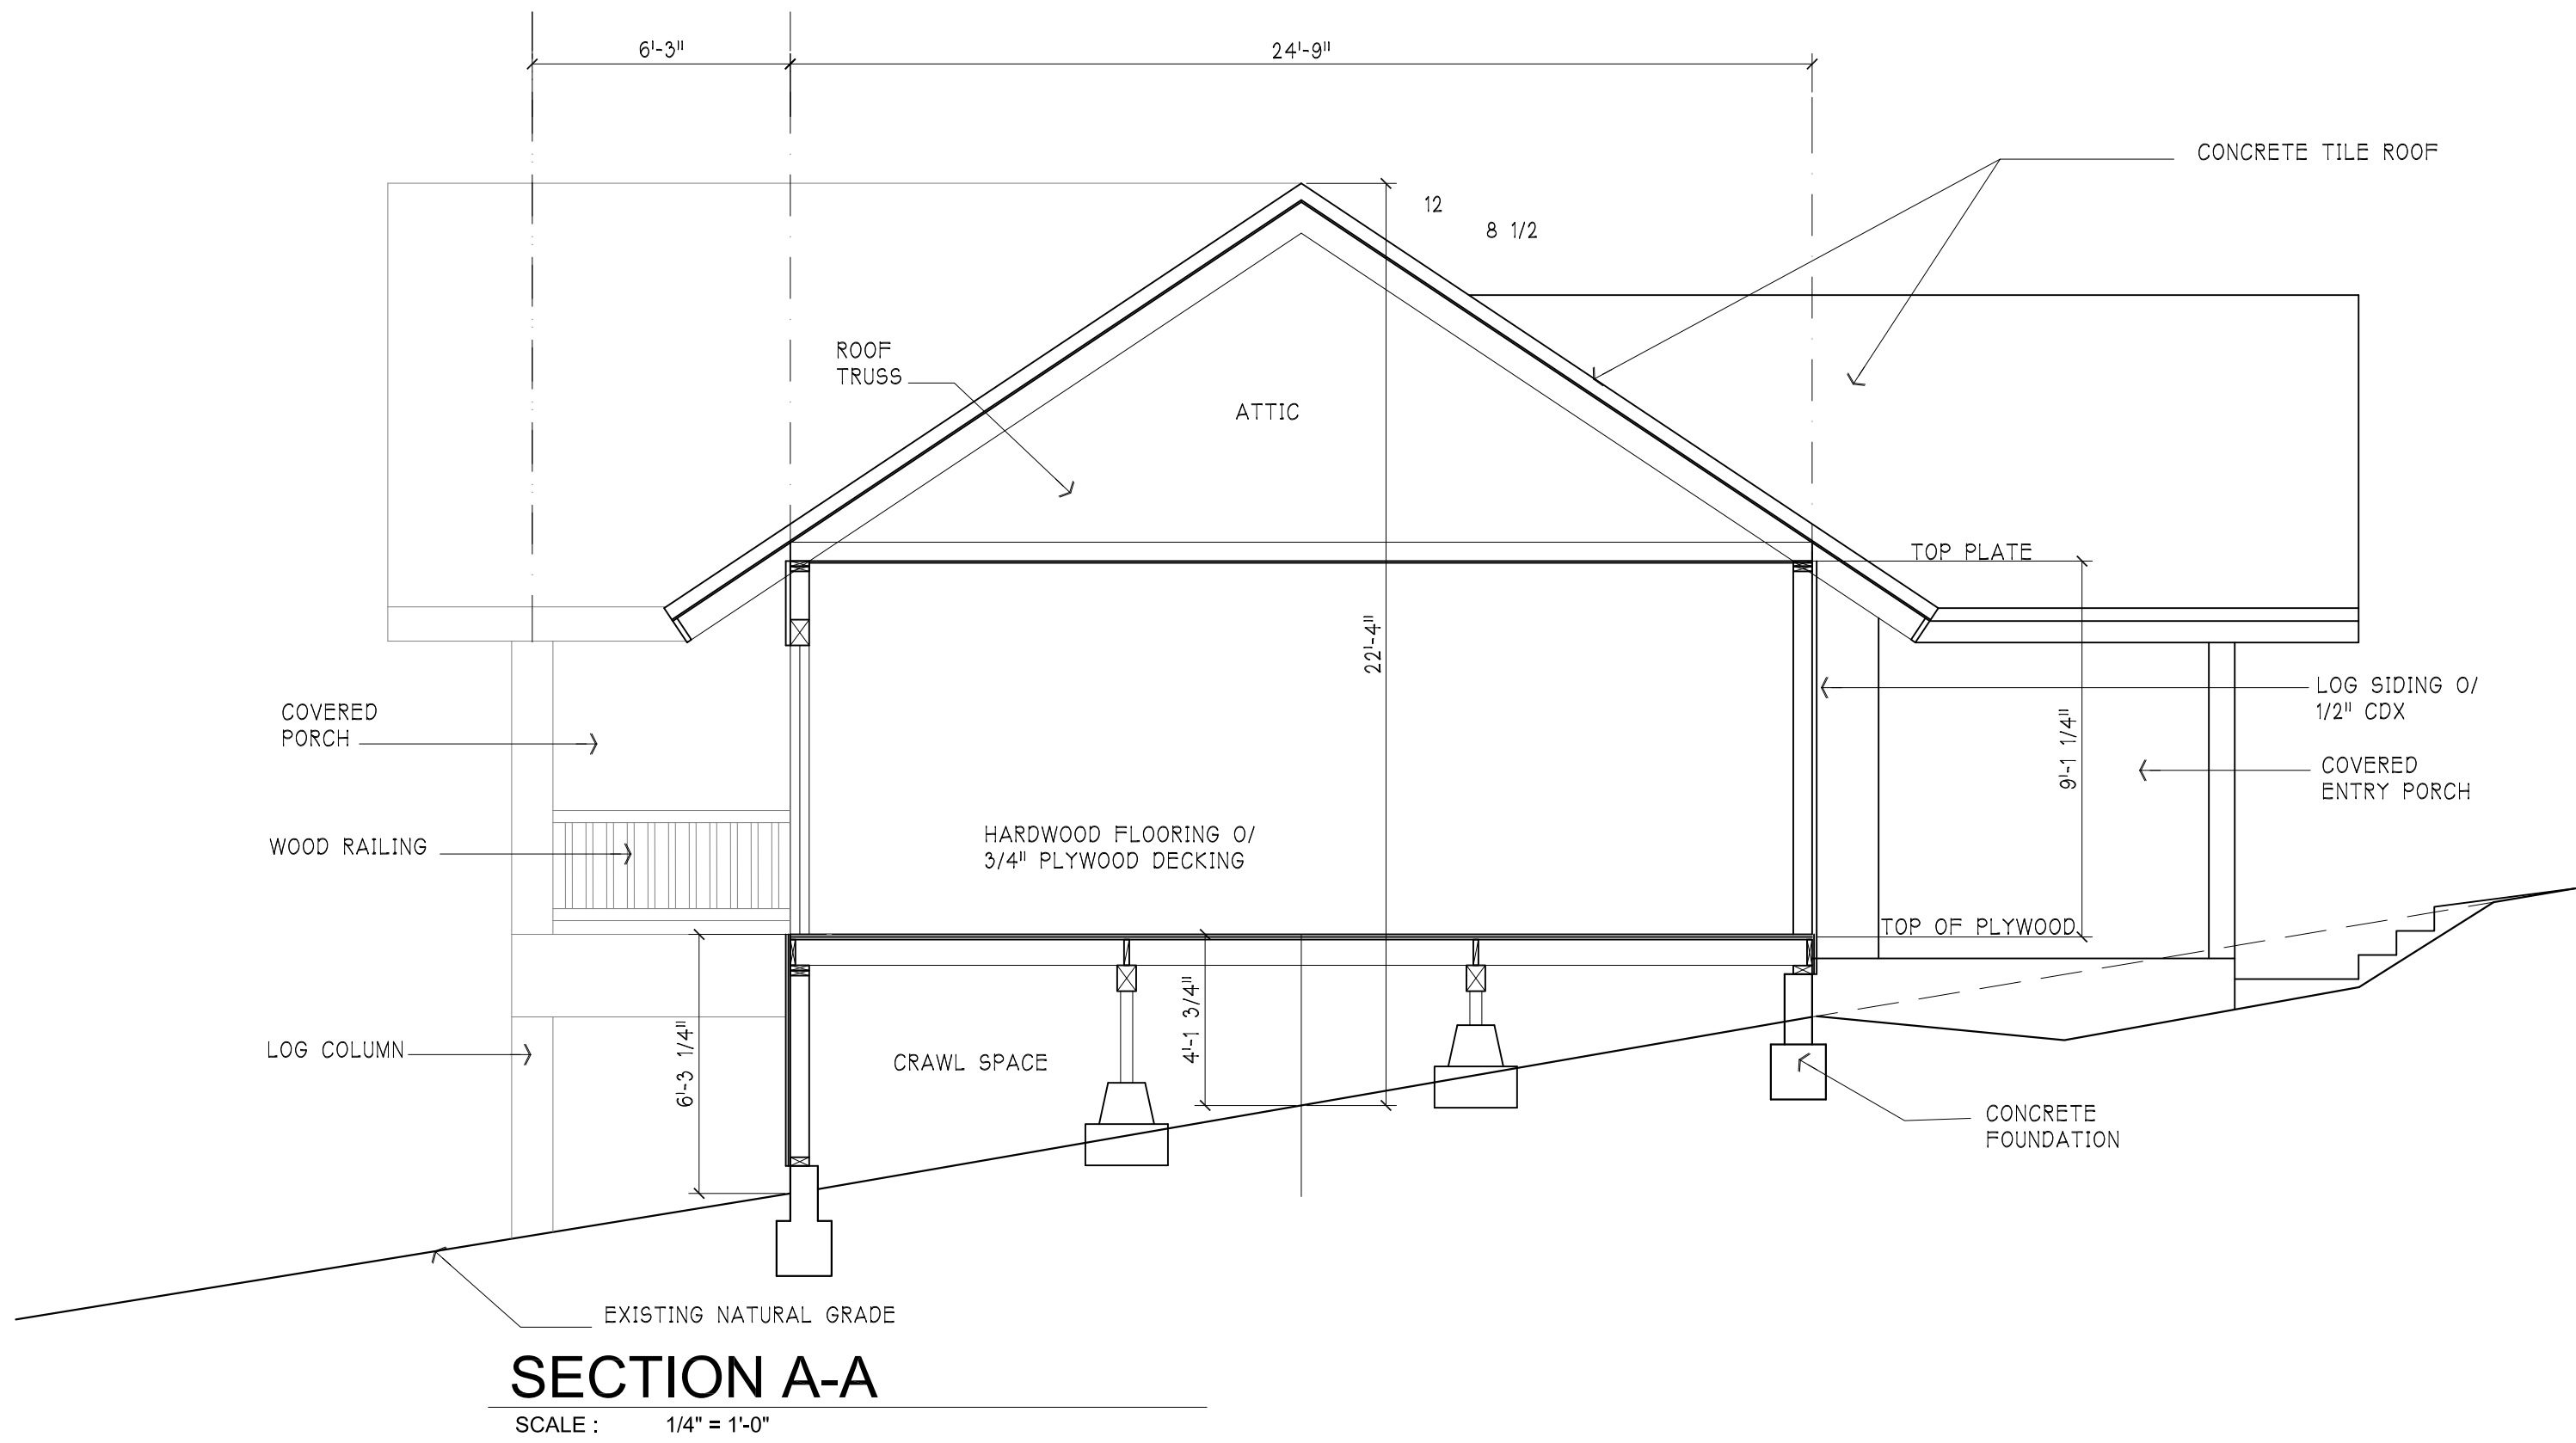 6'-3"
24'-9"
CONCRETE TILE ROOF
12
8 1/2
ROOF
TRUSS
ATTIC
TOP PLATE
22'-4"
LOG SIDING O/
1/2" CDX
COVERED
PORCH
9'-1 1/4"
COVERED
ENTRY PORCH
WOOD RAILING
HARDWOOD FLOORING O/
3/4" PLYWOOD DECKING
TOP OF PLYWOOD
6'-3 1/4"
4'-1 3/4"
LOG COLUMN
CRAWL SPACE
CONCRETE
FOUNDATION
EXISTING NATURAL GRADE
SECTION A-A
SCALE : 1/4" = 1'-0"